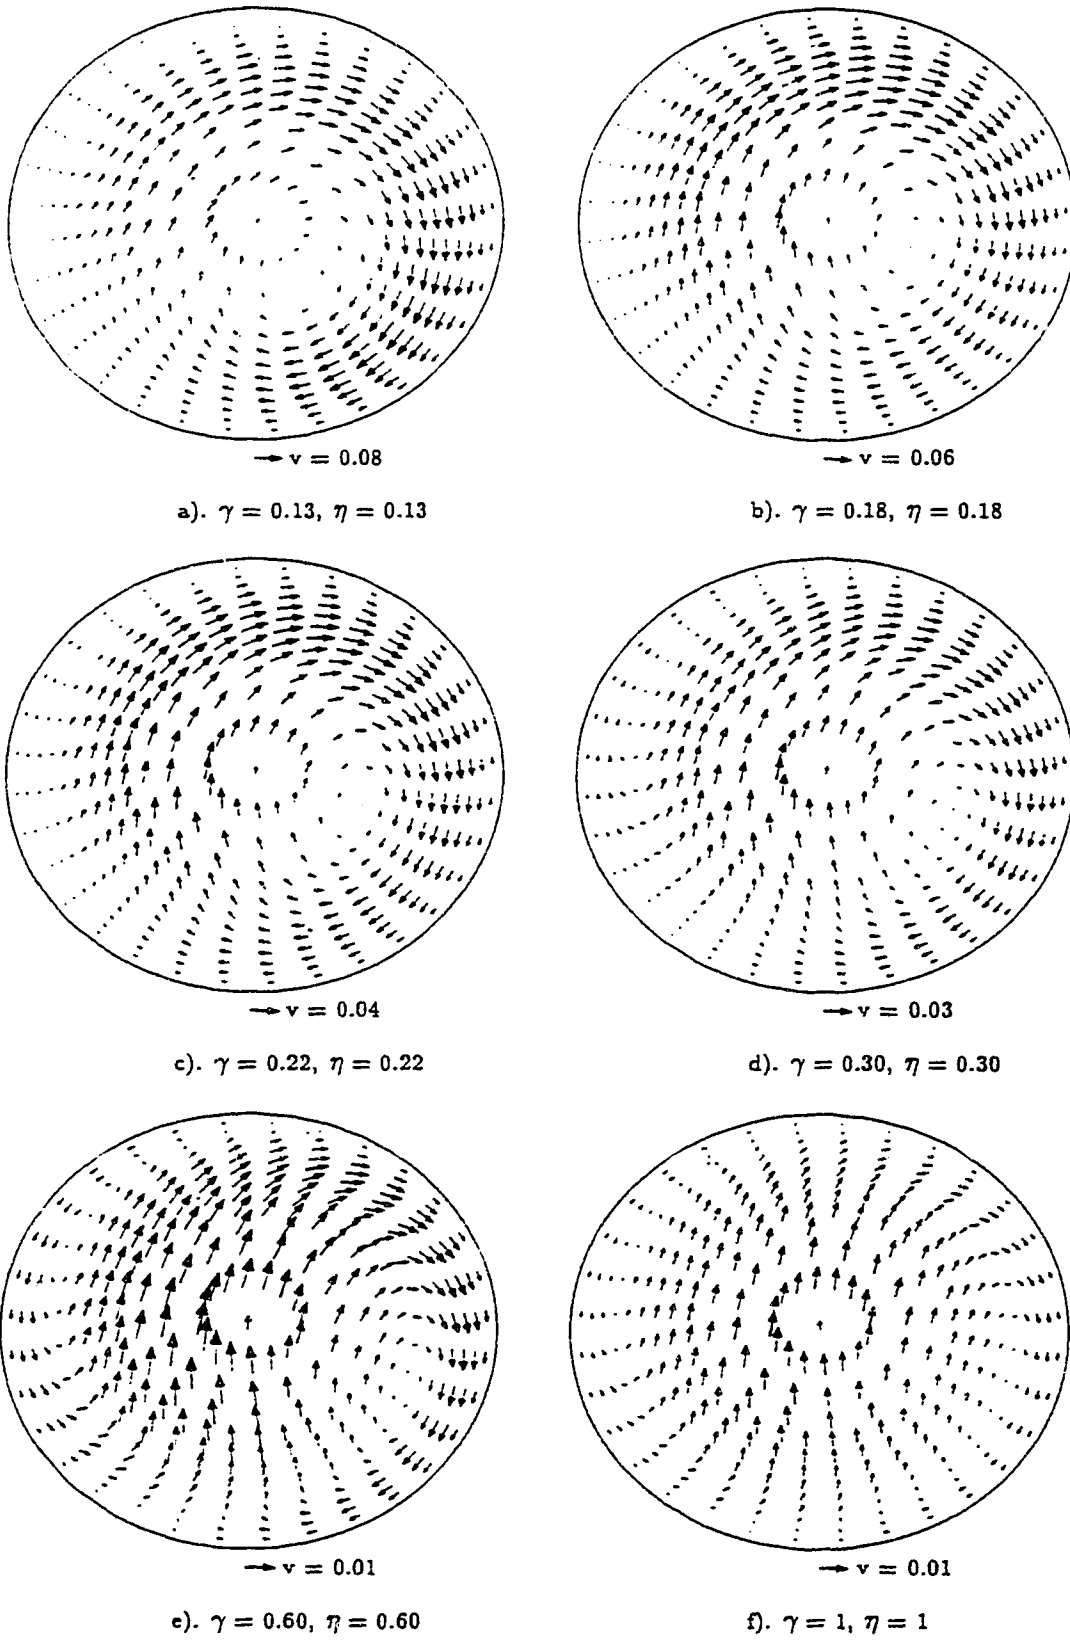 v = 0.08
v = 0.06
a). γ = 0.13, η = 0.13
b). γ = 0.18, η = 0.18
v = 0.04
v = 0.03
c). γ = 0.22, η = 0.22
d). γ = 0.30, η = 0.30
v = 0.01
v = 0.01
e). γ = 0.60, η = 0.60
f). γ = 1, η = 1